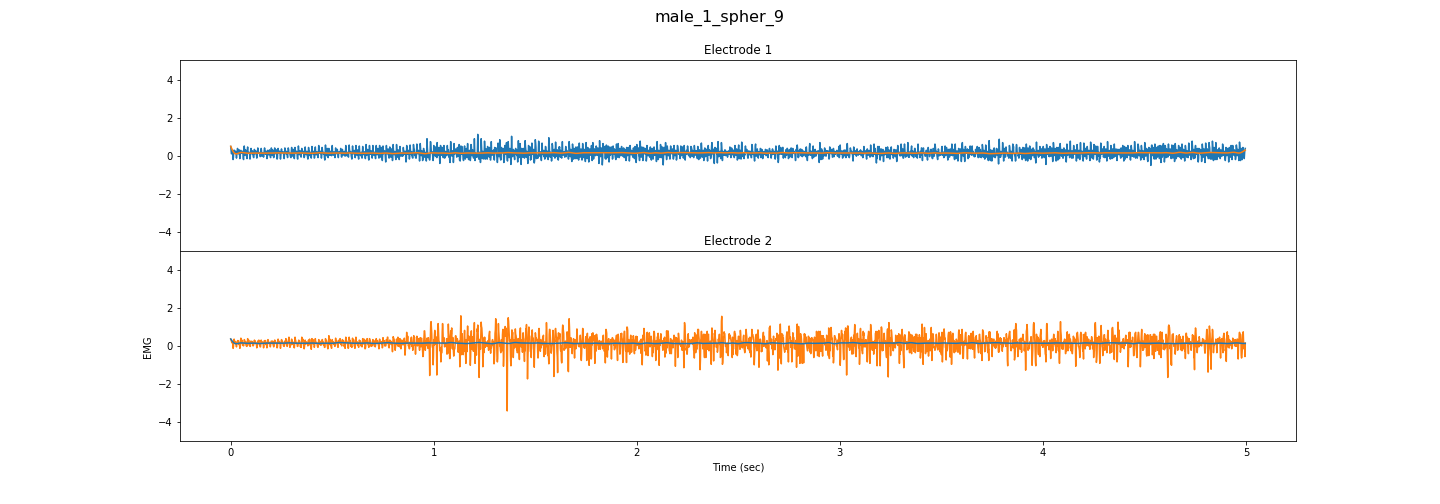 male_1_spher_9
Electrode 1
4
2
0
−2
−4
Electrode 2
4
2
0
−2
−4
EMG
0 1 2 3 4 5
Time (sec)